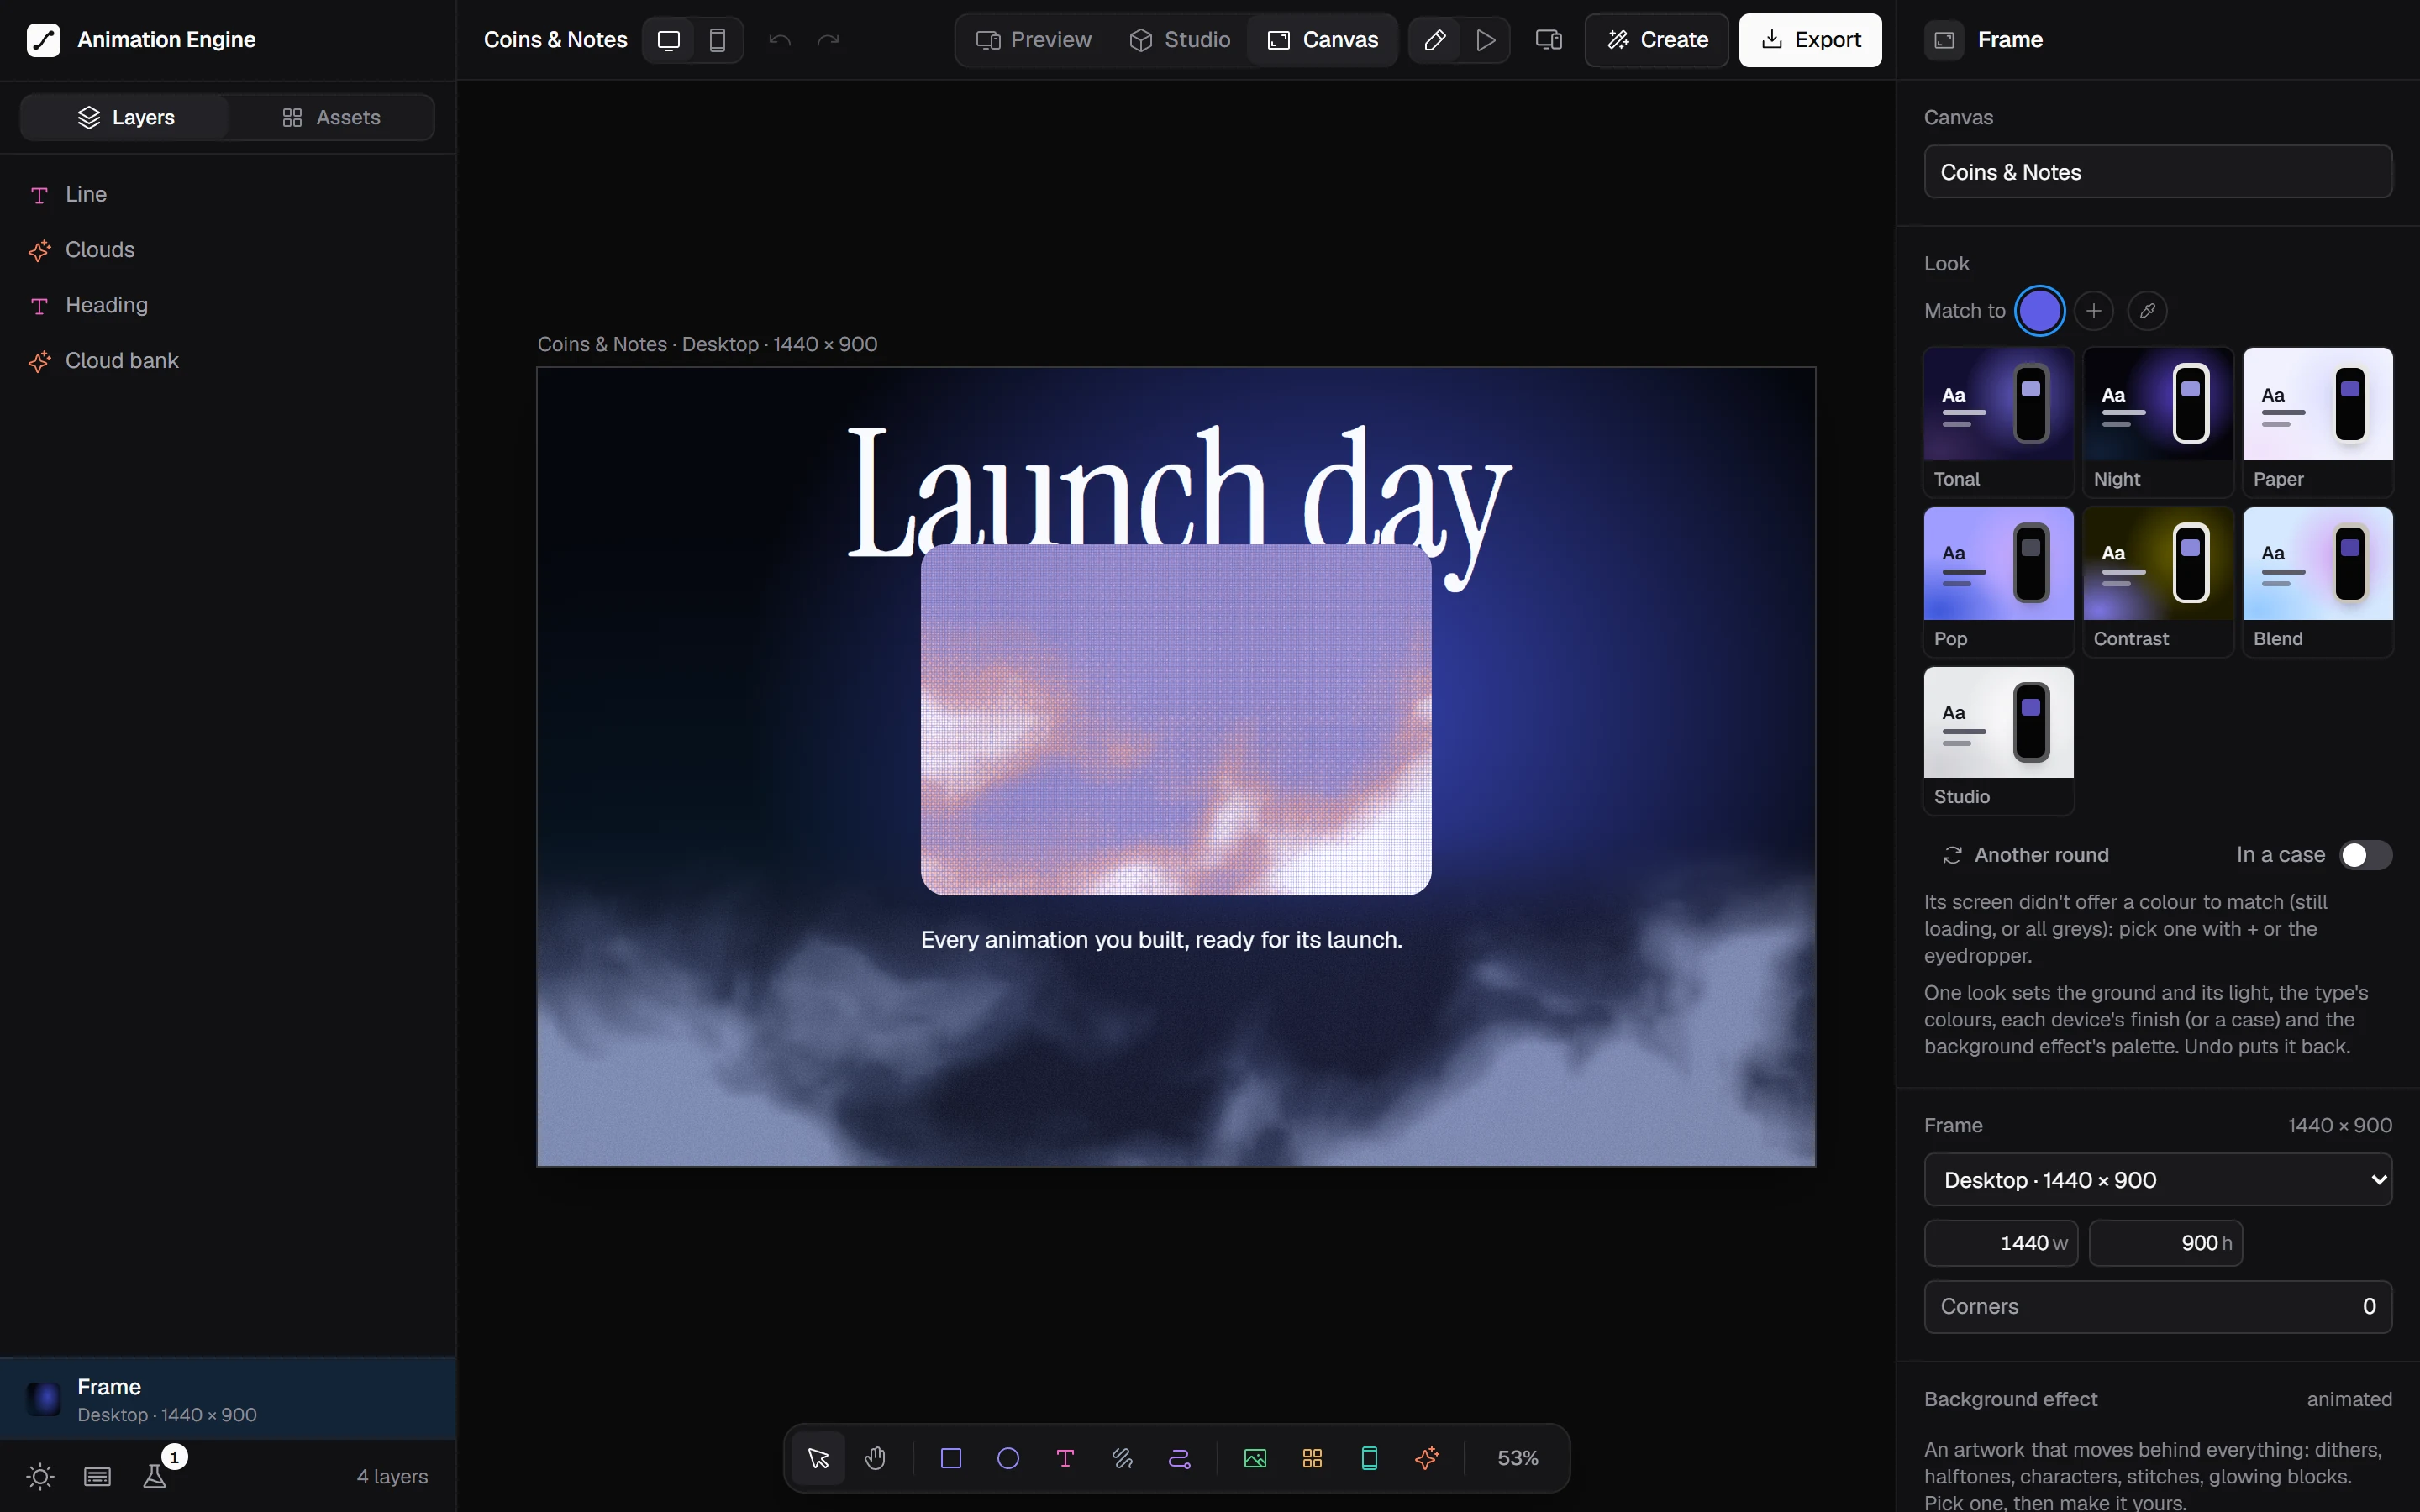 Animation Engine
Coins & Notes
Preview
Studio
Canvas
Create
Export
Frame
Layers
Assets
Line
Clouds
Heading
Cloud bank
Coins & Notes · Desktop · 1440 × 900
Launch day
Every animation you built, ready for its launch.
Canvas
Coins & Notes
Look
Match to
Aa
Aa
Aa
Tonal
Night
Paper
Aa
Aa
Aa
Pop
Contrast
Blend
Aa
Studio
Another round
In a case
Its screen didn't offer a colour to match (still
loading, or all greys): pick one with + or the
eyedropper.
One look sets the ground and its light, the type's
colours, each device's finish (or a case) and the
background effect's palette. Undo puts it back.
Frame
1440 × 900
Desktop · 1440 × 900
1440 w
900 h
Corners
0
Background effect
animated
An artwork that moves behind everything: dithers,
halftones, characters, stitches, glowing blocks.
Pick one, then make it yours.
Frame
Desktop · 1440 × 900
1
4 layers
53%